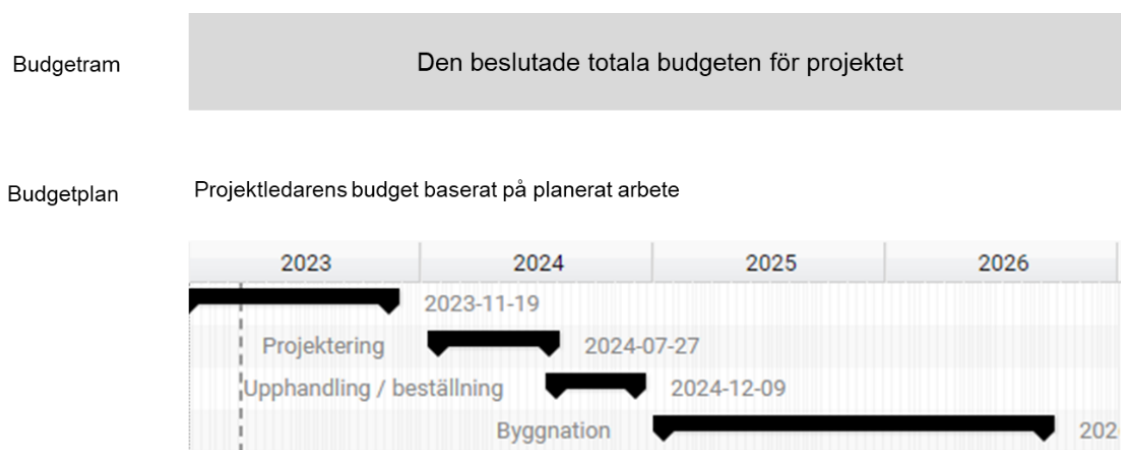 Budgetram
Den beslutade totala budgeten för projektet
Budgetplan
Projektledarens budget baserat på planerat arbete
2023 2024 2025 2026
2023-11-19
Projektering 2024-07-27
Upphandling / beställning 2024-12-09
Byggnation 202